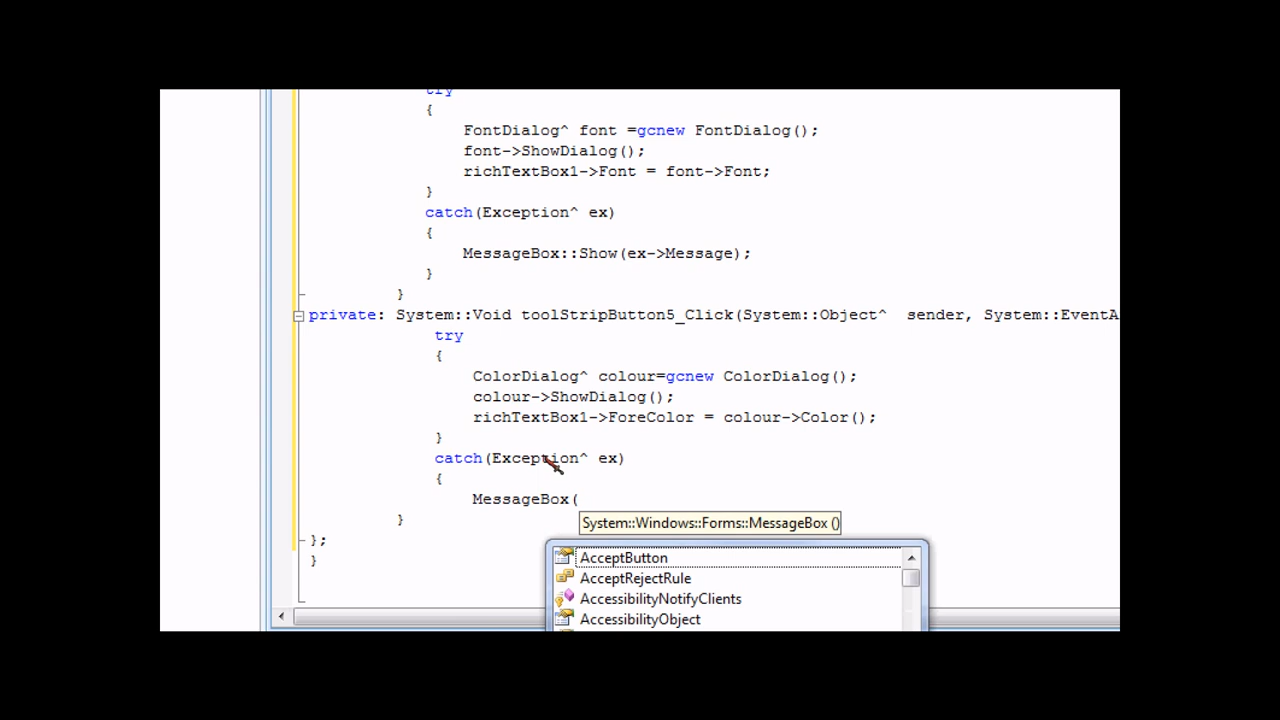 try
{
FontDialog^ font =gcnew FontDialog();
font->ShowDialog();
richTextBox1->Font = font->Font;
}
catch(Exception^ ex)
{
MessageBox::Show(ex->Message);
}
}
private: System::Void toolStripButton5_Click(System::Object^  sender, System::EventA
try
{
ColorDialog^ colour=gcnew ColorDialog();
colour->ShowDialog();
richTextBox1->ForeColor = colour->Color();
}
catch(Exception^ ex)
{
MessageBox(
}
System::Windows::Forms::MessageBox ()
};
}
AcceptButton
AcceptRejectRule
AccessibilityNotifyClients
AccessibilityObject